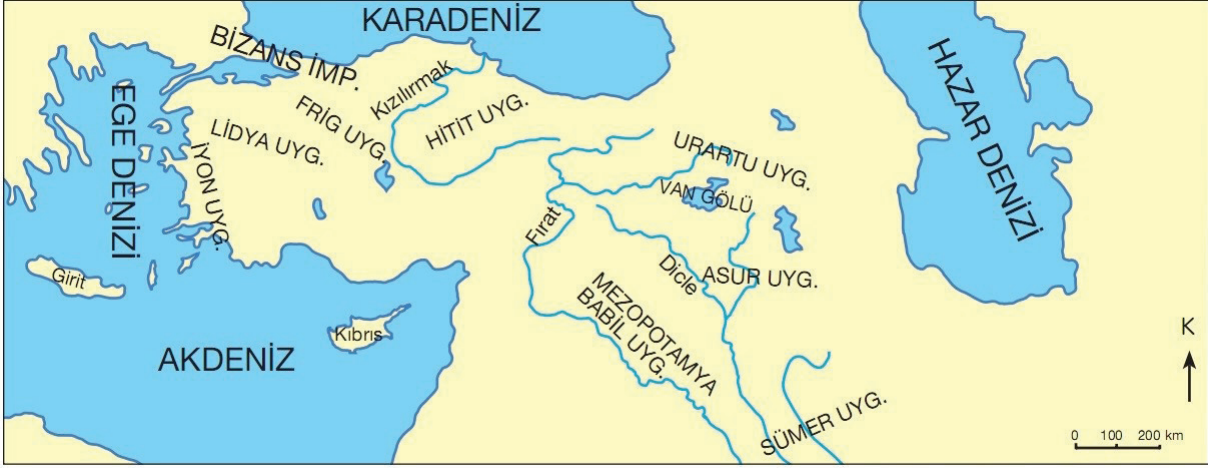 KARADENİZ
BİZANS İMP.
HAZAR DENİZİ
EGE DENİZİ
Kızılırmak
FRİG UYG.
HİTİT UYG.
LİDYA UYG.
İYON UYG.
URARTU UYG.
VAN GÖLÜ
Fırat
Dicle
ASUR UYG.
Girit
MEZOPOTAMYA
BABİL UYG.
Kıbrıs
AKDENİZ
SÜMER UYG.
K
0 100 200 km